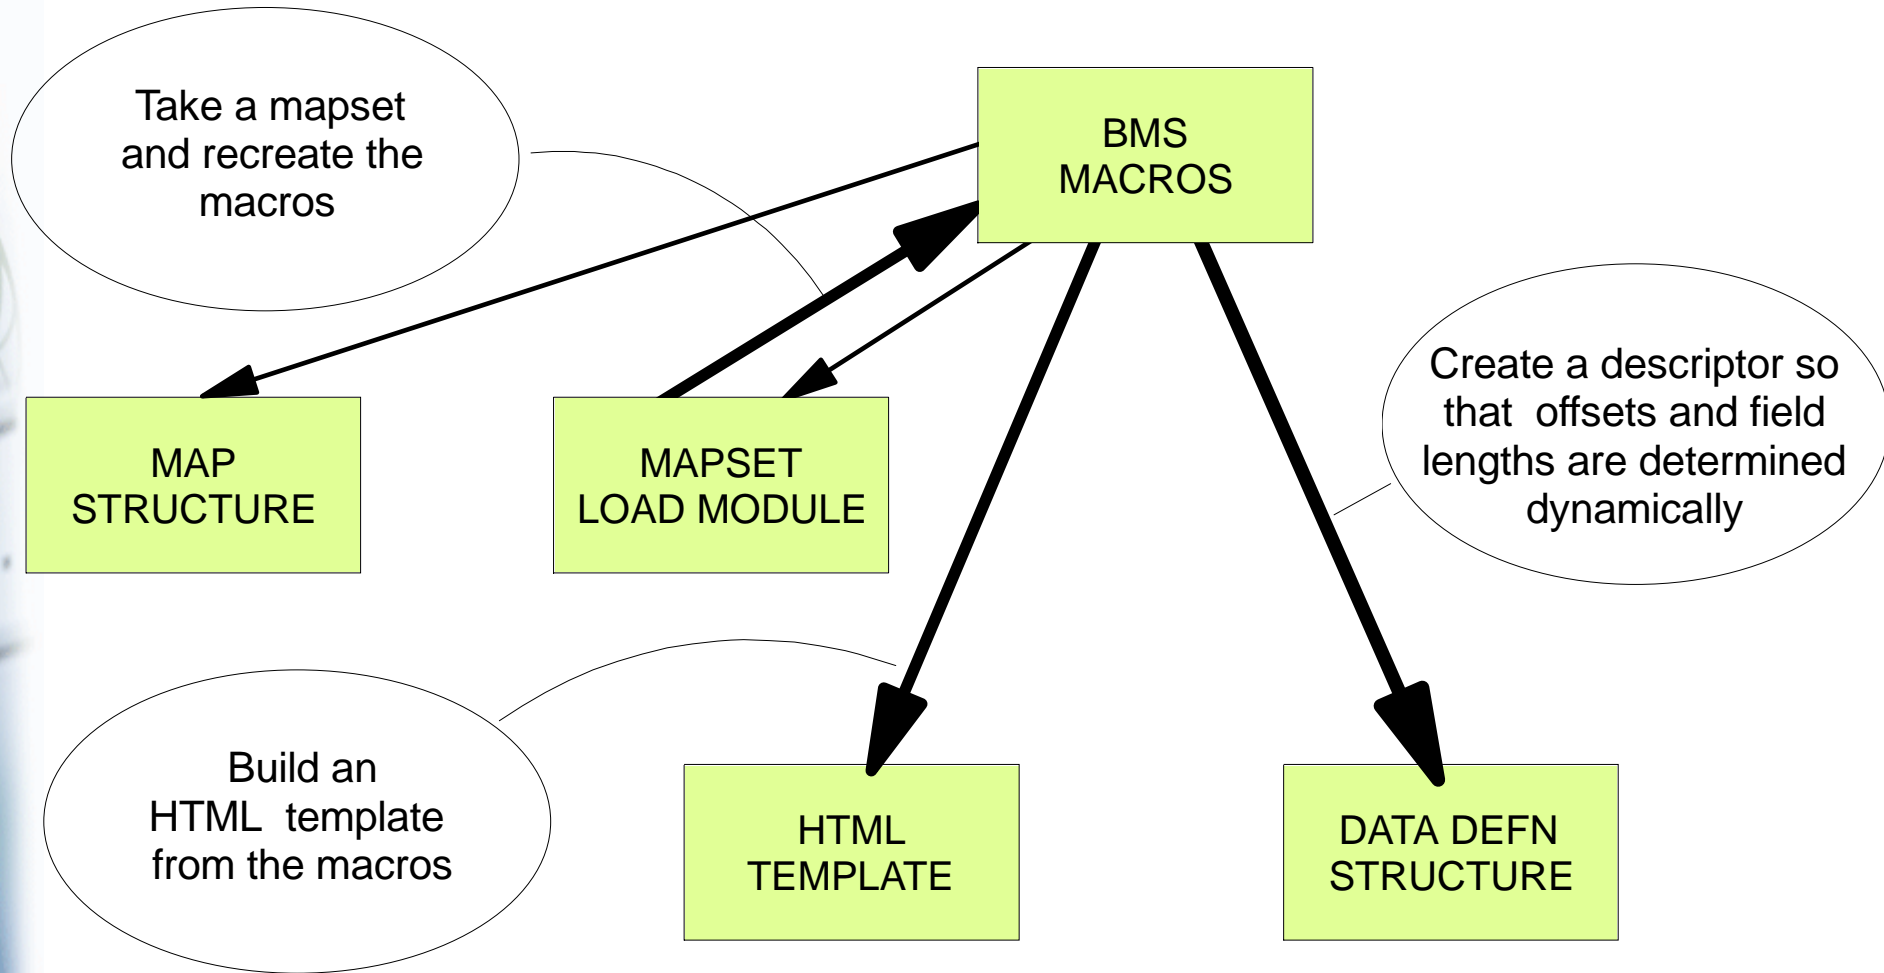 Take a mapset
and recreate the
macros
BMS
MACROS
MAP
STRUCTURE
MAPSET
LOAD MODULE
Create a descriptor so
that offsets and field
lengths are determined
dynamically
Build an
HTML template
from the macros
HTML
TEMPLATE
DATA DEFN
STRUCTURE